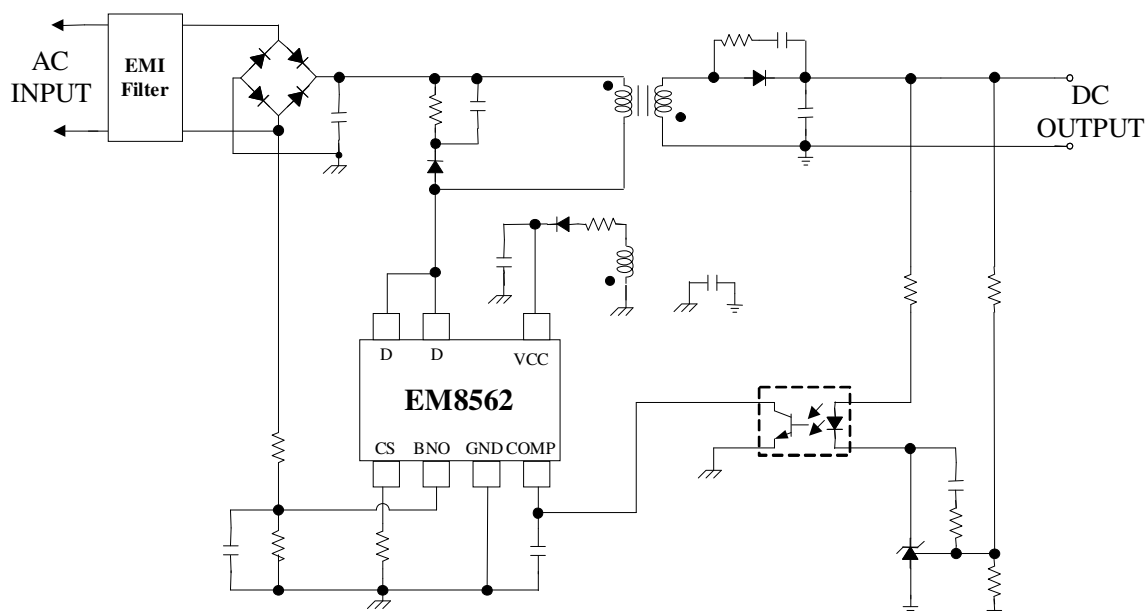 AC
INPUT
EMI
Filter
DC
OUTPUT
D
D
VCC
EM8562
CS
BNO
GND
COMP